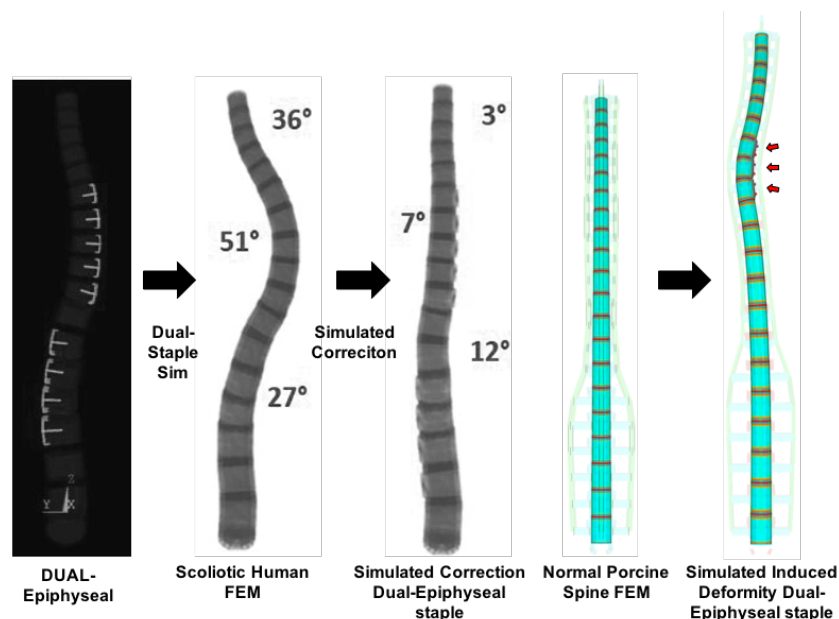 36°
51°
27°
3°
7°
12°
Dual-
Staple
Sim
Simulated
Correciton
Y
Z
X
DUAL-
Epiphyseal
Scoliotic Human
FEM
Simulated Correction
Dual-Epiphyseal
staple
Normal Porcine
Spine FEM
Simulated Induced
Deformity Dual-
Epiphyseal staple